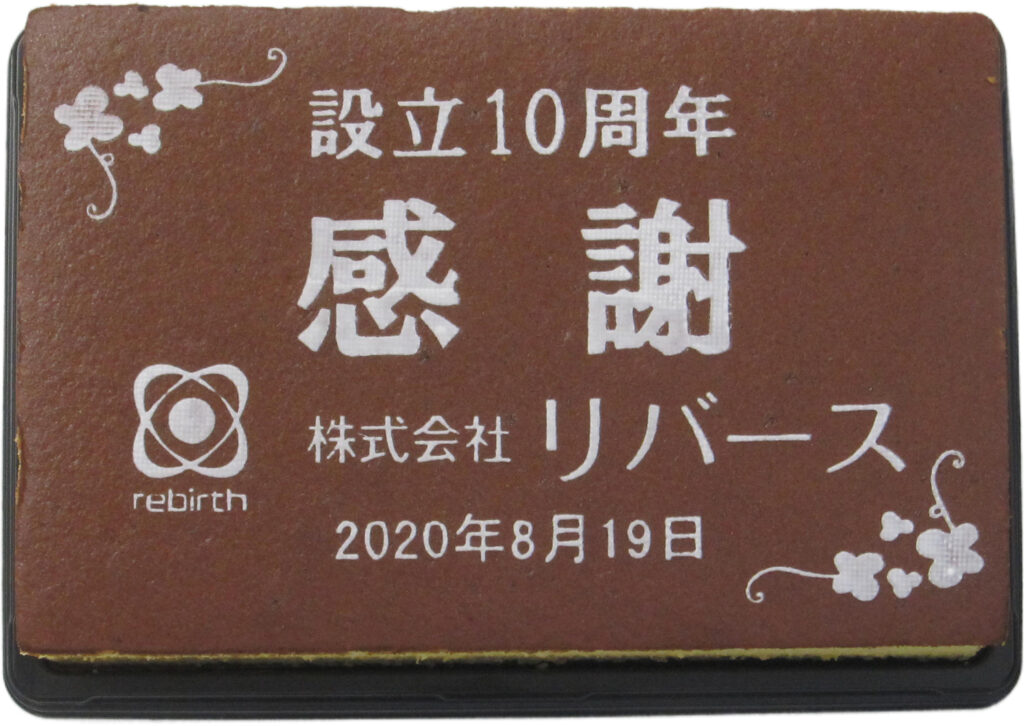 設立10周年
感謝
rebirth
株式会社リバース
2020年8月19日